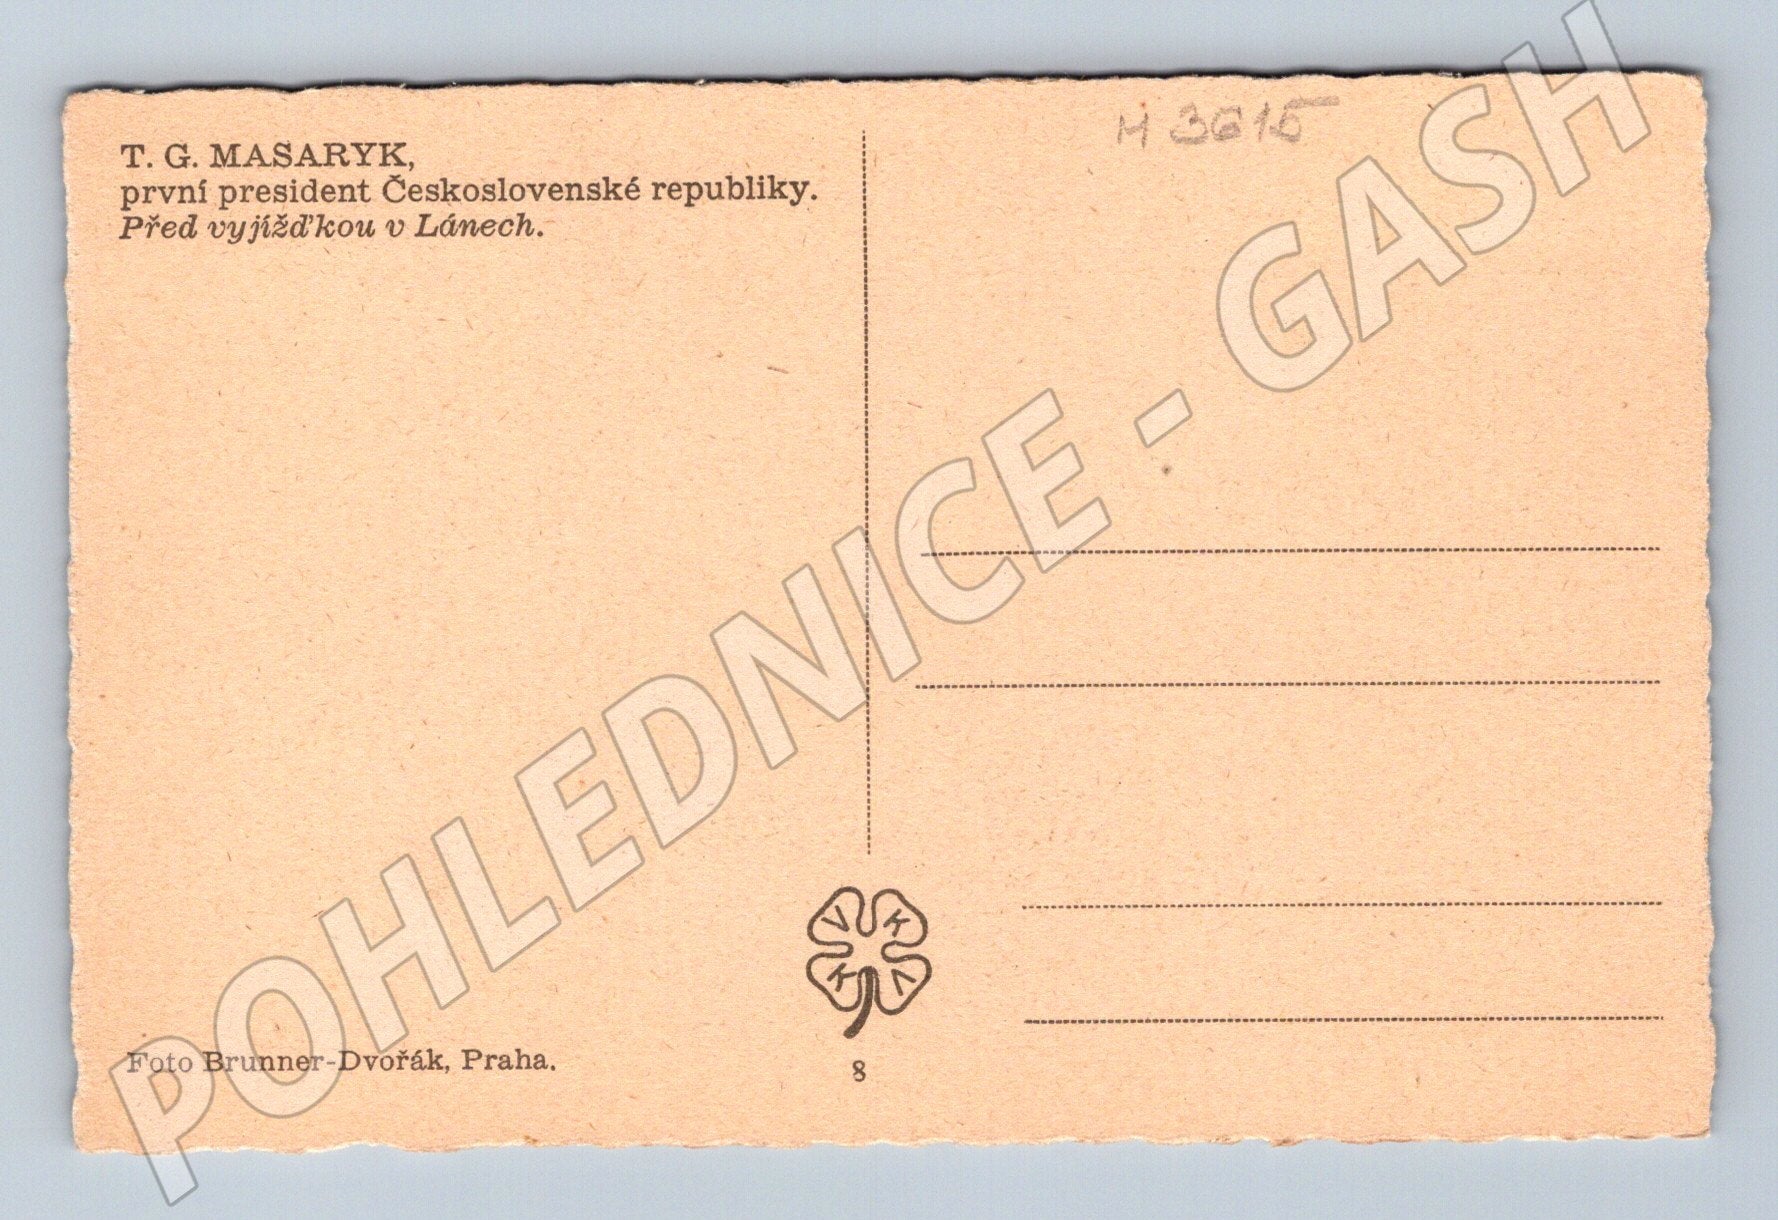 T. G. MASARYK,
první president Československé republiky.
Před vyjížďkou v Lánech.
M 3615
POHLEDNICE - GASH
V K
K V
Foto Brunner-Dvořák, Praha.
8